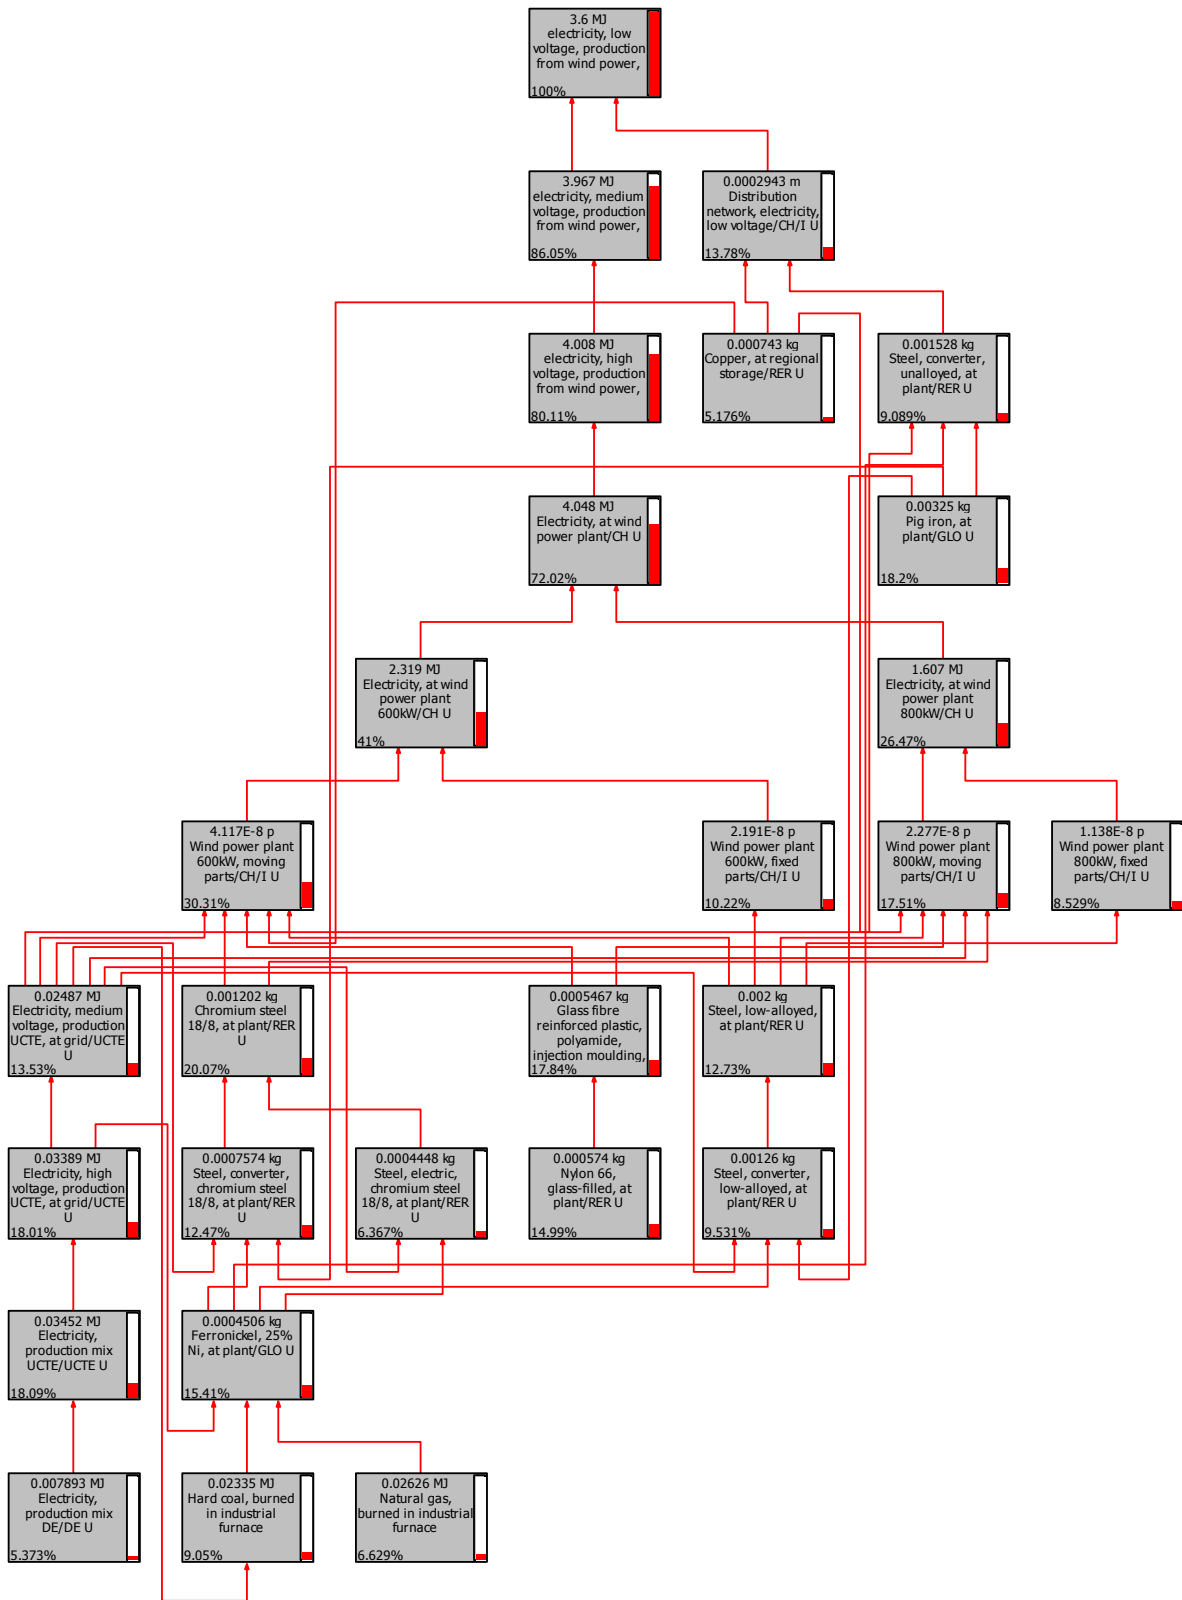 3.6 MJ
electricity, low
voltage, production
from wind power,
100%
3.967 MJ
electricity, medium
voltage, production
from wind power,
86.05%
0.0002943 m
Distribution
network, electricity,
low voltage/CH/I U
13.78%
4.008 MJ
electricity, high
voltage, production
from wind power,
80.11%
0.000743 kg
Copper, at regional
storage/RER U
5.176%
0.001528 kg
Steel, converter,
unalloyed, at
plant/RER U
9.089%
4.048 MJ
Electricity, at wind
power plant/CH U
72.02%
0.00325 kg
Pig iron, at
plant/GLO U
18.2%
2.319 MJ
Electricity, at wind
power plant
600kW/CH U
41%
1.607 MJ
Electricity, at wind
power plant
800kW/CH U
26.47%
4.117E-8 p
Wind power plant
600kW, moving
parts/CH/I U
30.31%
2.191E-8 p
Wind power plant
600kW, fixed
parts/CH/I U
10.22%
2.277E-8 p
Wind power plant
800kW, moving
parts/CH/I U
17.51%
1.138E-8 p
Wind power plant
800kW, fixed
parts/CH/I U
8.529%
0.02487 MJ
Electricity, medium
voltage, production
UCTE, at grid/UCTE
U
13.53%
0.001202 kg
Chromium steel
18/8, at plant/RER
U
20.07%
0.0005467 kg
Glass fibre
reinforced plastic,
polyamide,
injection moulding,
17.84%
0.002 kg
Steel, low-alloyed,
at plant/RER U
12.73%
0.03389 MJ
Electricity, high
voltage, production
UCTE, at grid/UCTE
U
18.01%
0.0007574 kg
Steel, converter,
chromium steel
18/8, at plant/RER
U
12.47%
0.0004448 kg
Steel, electric,
chromium steel
18/8, at plant/RER
U
6.367%
0.000574 kg
Nylon 66,
glass-filled, at
plant/RER U
14.99%
0.00126 kg
Steel, converter,
low-alloyed, at
plant/RER U
9.531%
0.03452 MJ
Electricity,
production mix
UCTE/UCTE U
18.09%
0.0004506 kg
Ferronickel, 25%
Ni, at plant/GLO U
15.41%
0.007893 MJ
Electricity,
production mix
DE/DE U
5.373%
0.02335 MJ
Hard coal, burned
in industrial
furnace
9.05%
0.02626 MJ
Natural gas,
burned in industrial
furnace
6.629%